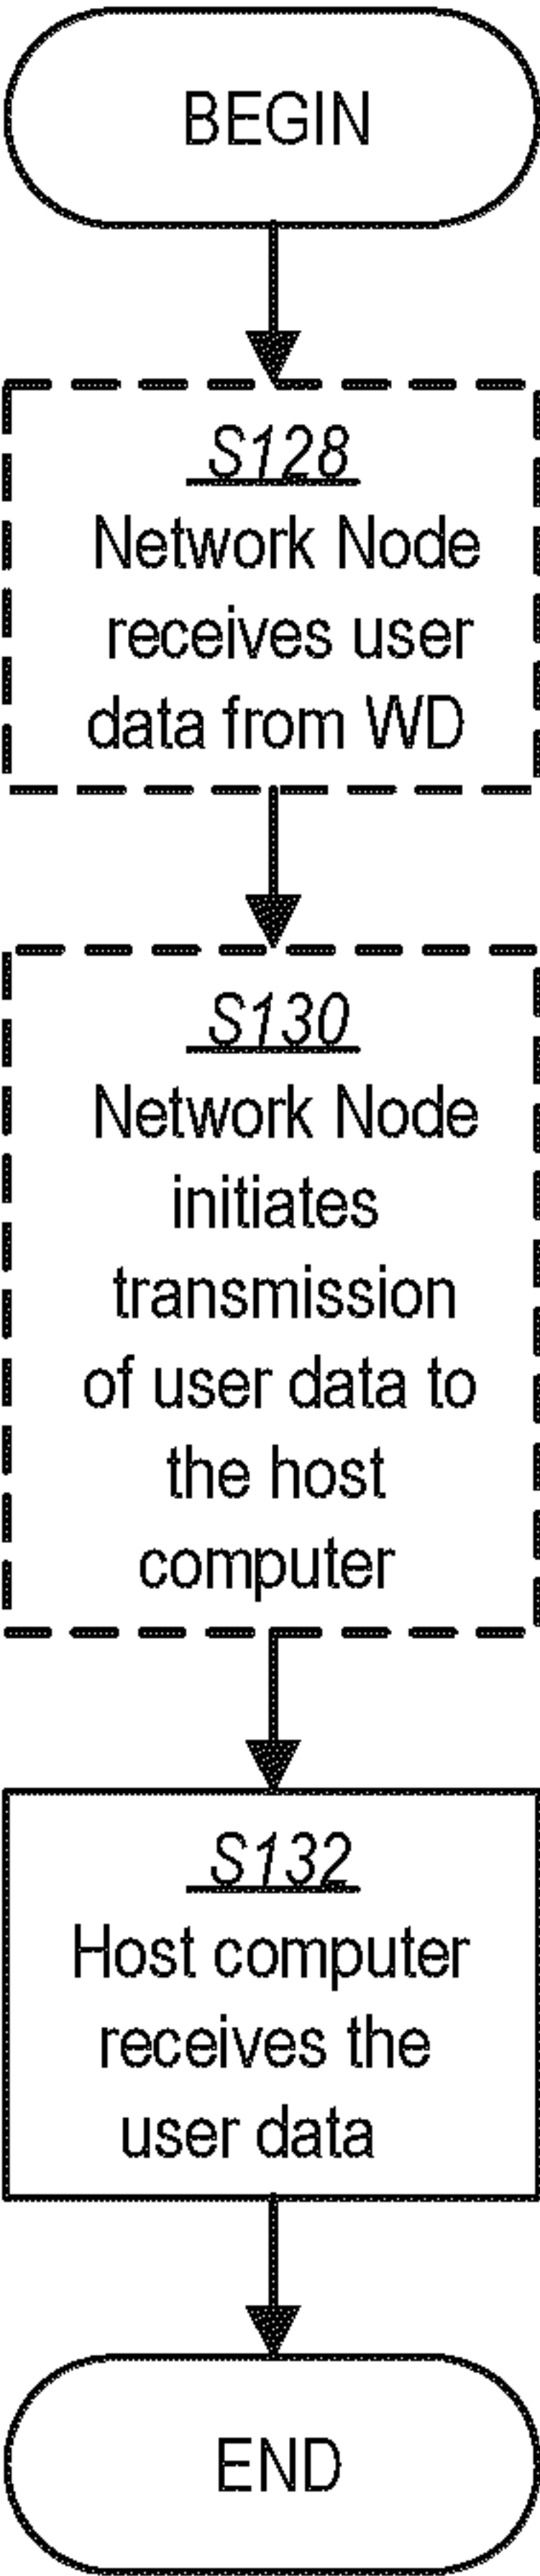 BEGIN
S128
Network Node
receives user
data from WD
S130
Network Node
initiates
transmission
of user data to
the host
computer
S132
Host computer
receives the
user data
END